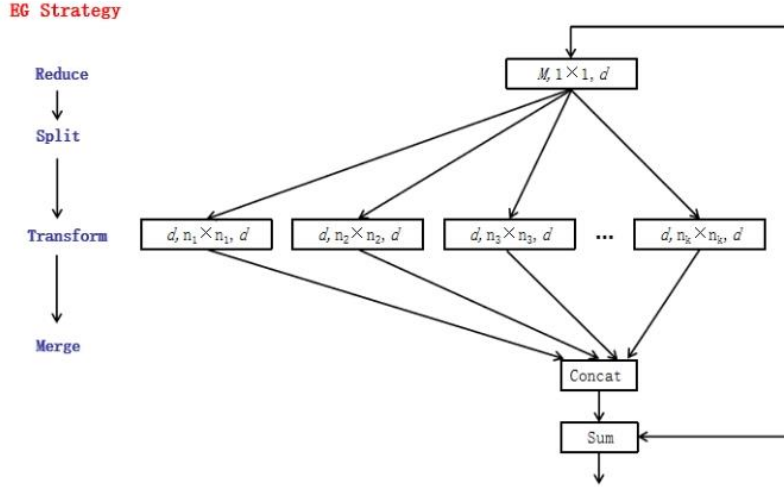 EG Strategy
Reduce
M, 1×1, d
Split
Transform
d, n₁×n₁, d
d, n₂×n₂, d
d, n₃×n₃, d
...
d, nₖ×nₖ, d
Merge
Concat
Sum